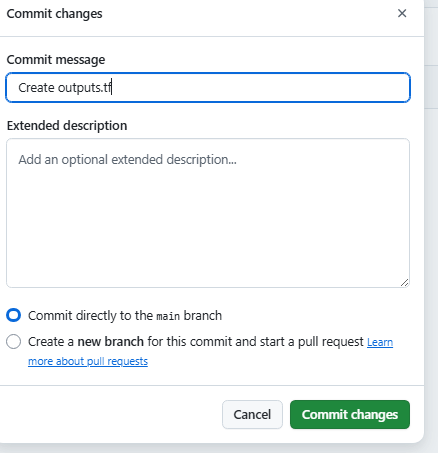 Commit changes
Commit message
Create outputs.tf
Extended description
Add an optional extended description...
Commit directly to the main branch
Create a new branch for this commit and start a pull request Learn
more about pull requests
Cancel
Commit changes